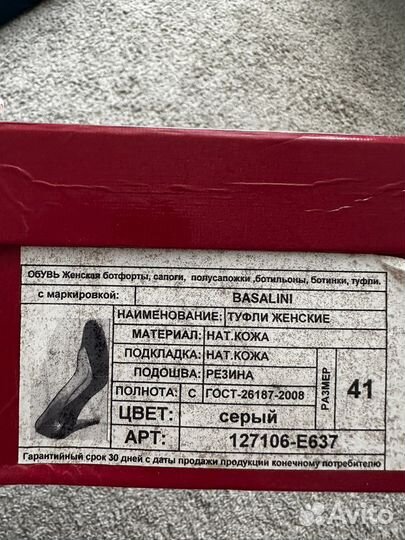 ОБУВЬ Женская ботфорты, сапоги, полусапожки ,ботильоны, ботинки, туфли.
с маркировкой: BASALINI
НАИМЕНОВАНИЕ: ТУФЛИ ЖЕНСКИЕ
МАТЕРИАЛ: НАТ.КОЖА
ПОДКЛАДКА: НАТ.КОЖА
ПОДОШВА: РЕЗИНА
ПОЛНОТА: С ГОСТ-26187-2008
РАЗМЕР 41
ЦВЕТ: серый
АРТ: 127106-Е637
Гарантийный срок 30 дней с даты продажи продукции конечному потребителю
Avito